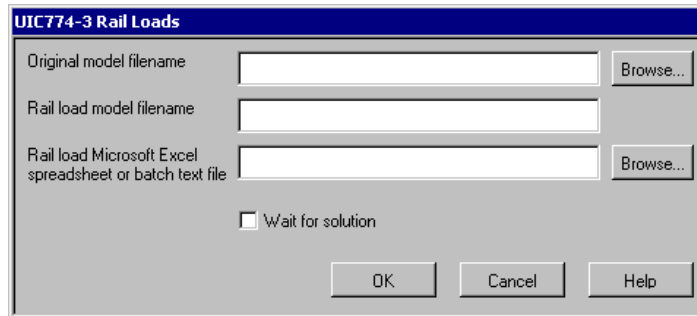 UIC774-3 Rail Loads
Original model filename
Browse...
Rail load model filename
Rail load Microsoft Excel
spreadsheet or batch text file
Browse...
Wait for solution
OK
Cancel
Help